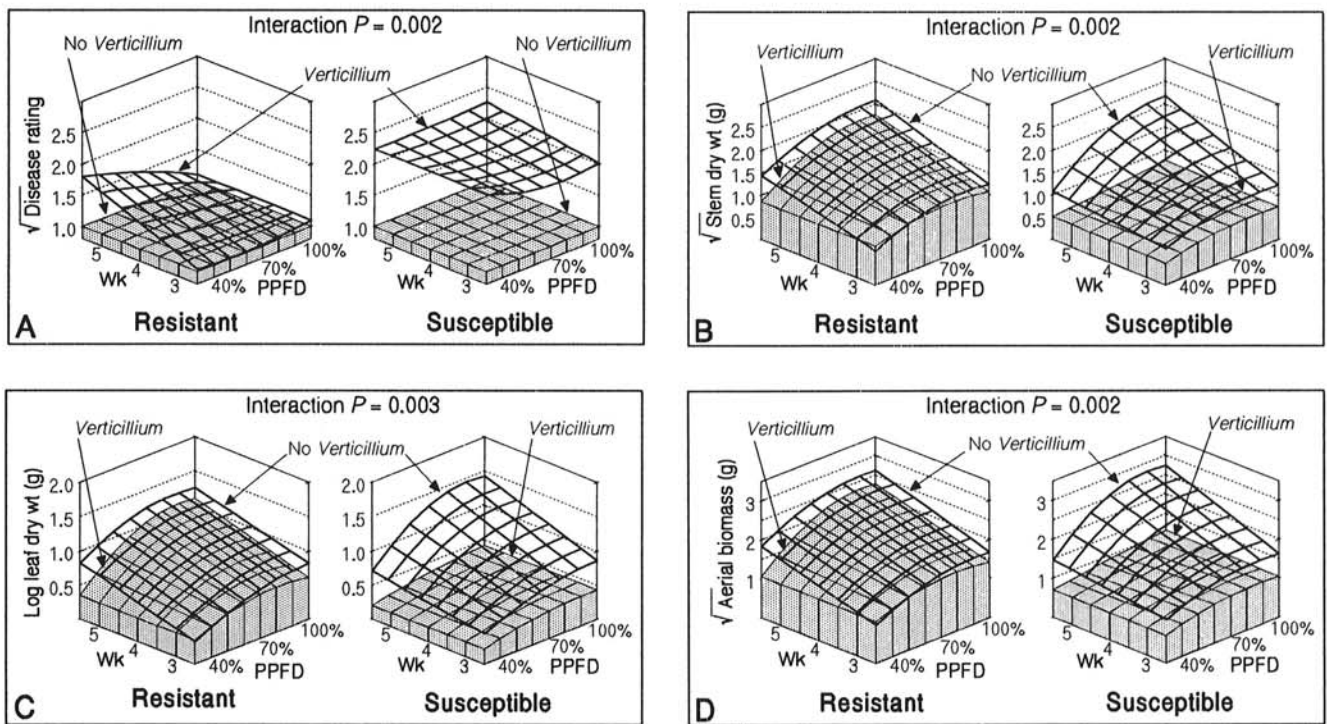 Interaction P = 0.002
No Verticillium
Verticillium
No Verticillium
√Disease rating
2.5
2.0
1.5
1.0
5
4
3
Wk
40%
70%
100%
PPFD
5
4
3
Wk
40%
70%
100%
PPFD
2.5
2.0
1.5
1.0
A
Resistant
Susceptible
Interaction P = 0.002
Verticillium
No Verticillium
Verticillium
√Stem dry wt (g)
2.5
2.0
1.5
1.0
0.5
5
4
3
Wk
40%
70%
100%
PPFD
2.5
2.0
1.5
1.0
0.5
5
4
3
Wk
40%
70%
100%
PPFD
B
Resistant
Susceptible
Interaction P = 0.003
Verticillium
No Verticillium
Verticillium
Log leaf dry wt (g)
2.0
1.5
1.0
0.5
5
4
3
Wk
40%
70%
100%
PPFD
2.0
1.5
1.0
0.5
5
4
3
Wk
40%
70%
100%
PPFD
C
Resistant
Susceptible
Interaction P = 0.002
Verticillium
No Verticillium
Verticillium
√Aerial biomass (g)
3
2
1
5
4
3
Wk
40%
70%
100%
PPFD
3
2
1
5
4
3
Wk
40%
70%
100%
PPFD
D
Resistant
Susceptible